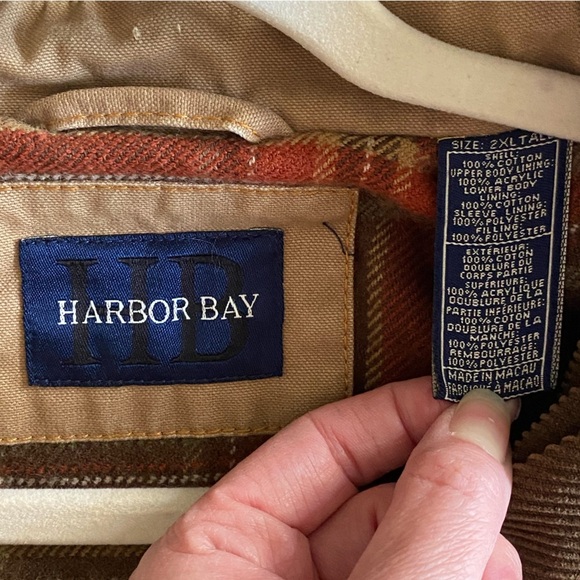 HD
HARBOR BAY
SIZE: 2XL TALL
SHELL:
100% COTTON
UPPER BODY LINING:
100% ACRYLIC
LOWER BODY
LINING:
100% COTTON
SLEEVE LINING:
100% POLYESTER
FILLING:
100% POLYESTER
EXTÉRIEUR:
100% COTON
DOUBLURE DU
CORPS PARTIE
SUPÉRIEURE:
100% ACRYLIQUE
DOUBLURE DE LA
PARTIE INFÉRIEURE:
100% COTON
DOUBLURE DE LA
MANCHE:
100% POLYESTER
REMBOURRAGE:
100% POLYESTER
MADE IN MACAU
FABRIQUÉ À MACAO